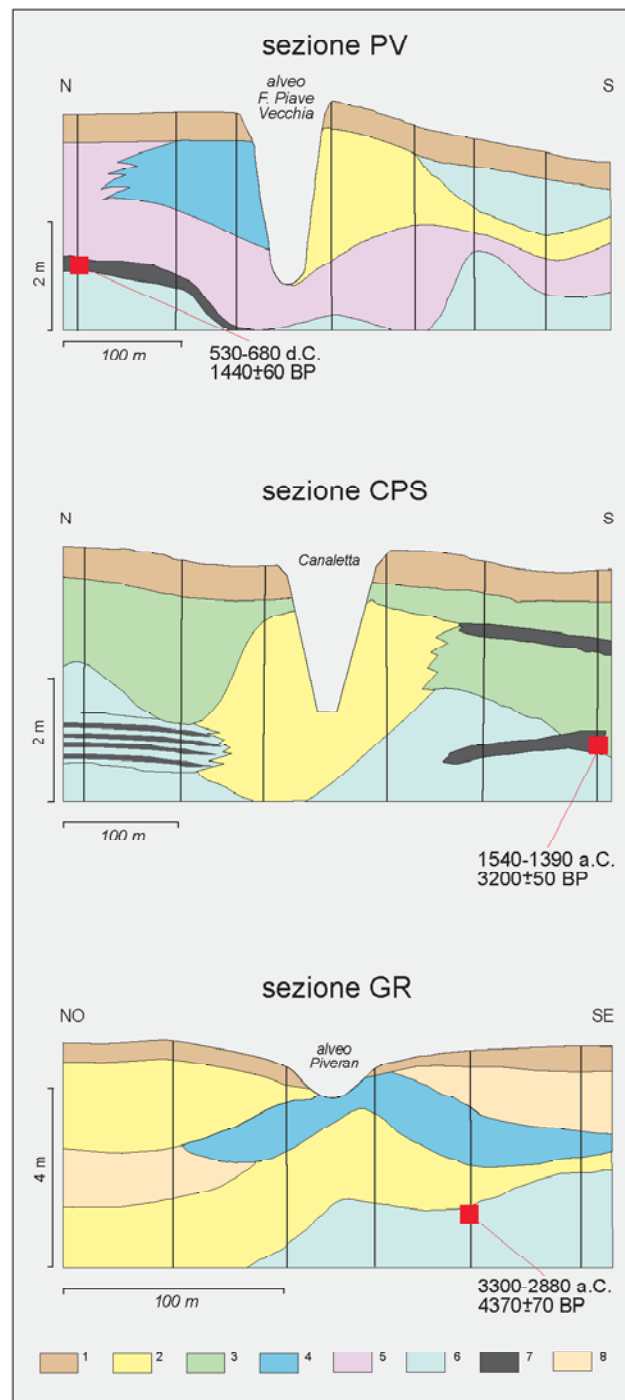 sezione PV
N
alveo
F. Piave
Vecchia
S
2 m
100 m
530-680 d.C.
1440±60 BP
sezione CPS
N
Canaletta
S
2 m
100 m
1540-1390 a.C.
3200±50 BP
sezione GR
NO
alveo
Piveran
SE
4 m
100 m
3300-2880 a.C.
4370±70 BP
1 2 3 4 5 6 7 8